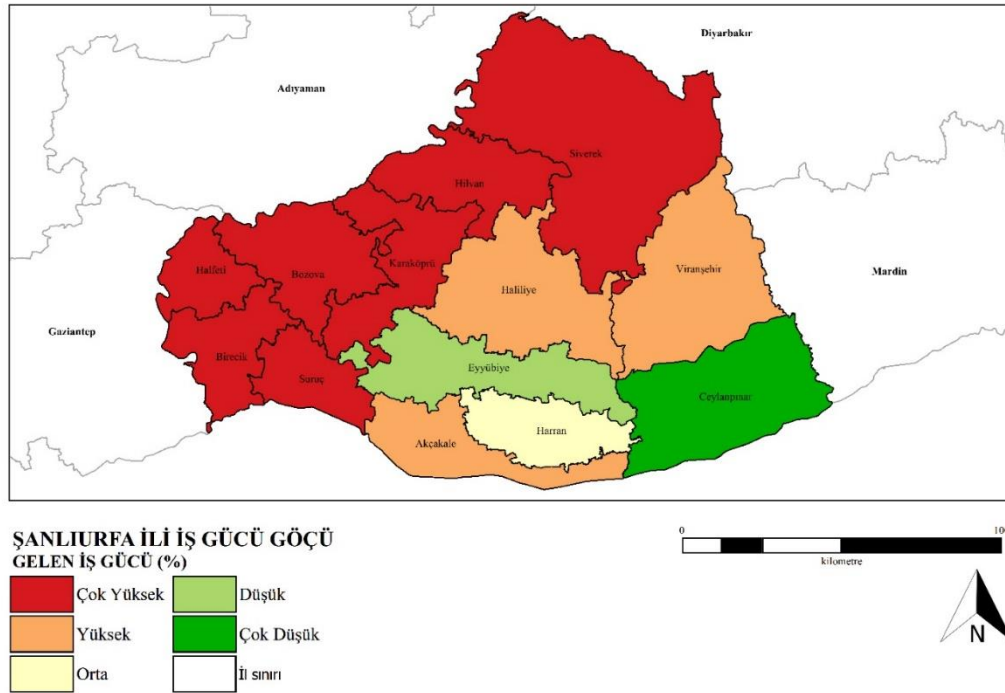 Diyarbakır
Adıyaman
Siverek
Hilvan
Karaköprü
Halfeti
Bozova
Viranşehir
Mardin
Haliliye
Gaziantep
Birecik
Suruç
Eyyübiye
Ceylanpınar
Akçakale
Harran
ŞANLIURFA İLİ İŞ GÜCÜ GÖÇÜ
GELEN İŞ GÜCÜ (%)
Çok Yüksek
Düşük
Yüksek
Çok Düşük
Orta
İl sınırı
0
100
kilometre
N